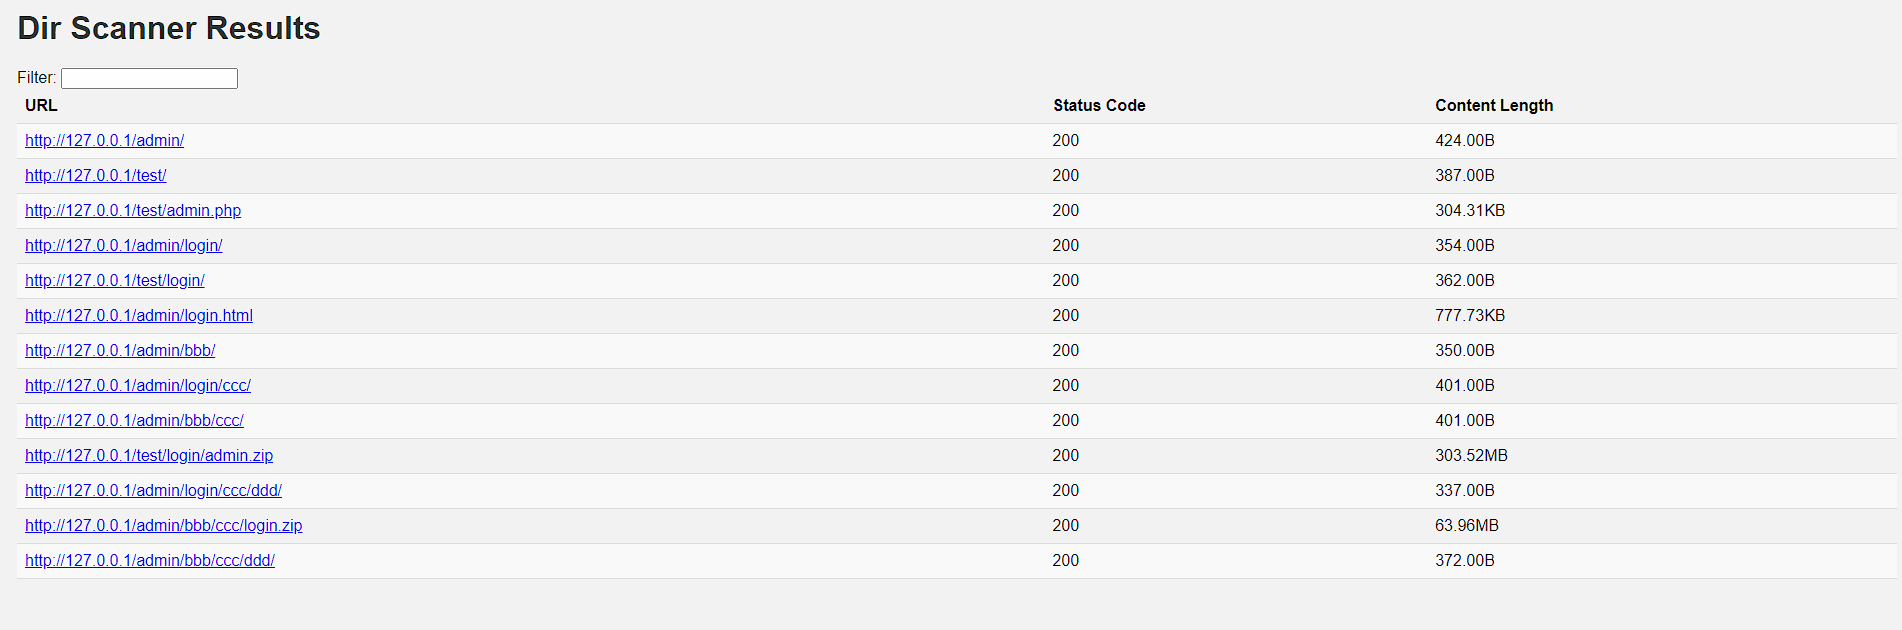 Dir Scanner Results
Filter:
URL Status Code Content Length
http://127.0.0.1/admin/ 200 424.00B
http://127.0.0.1/test/ 200 387.00B
http://127.0.0.1/test/admin.php 200 304.31KB
http://127.0.0.1/admin/login/ 200 354.00B
http://127.0.0.1/test/login/ 200 362.00B
http://127.0.0.1/admin/login.html 200 777.73KB
http://127.0.0.1/admin/bbb/ 200 350.00B
http://127.0.0.1/admin/login/ccc/ 200 401.00B
http://127.0.0.1/admin/bbb/ccc/ 200 401.00B
http://127.0.0.1/test/login/admin.zip 200 303.52MB
http://127.0.0.1/admin/login/ccc/ddd/ 200 337.00B
http://127.0.0.1/admin/bbb/ccc/login.zip 200 63.96MB
http://127.0.0.1/admin/bbb/ccc/ddd/ 200 372.00B